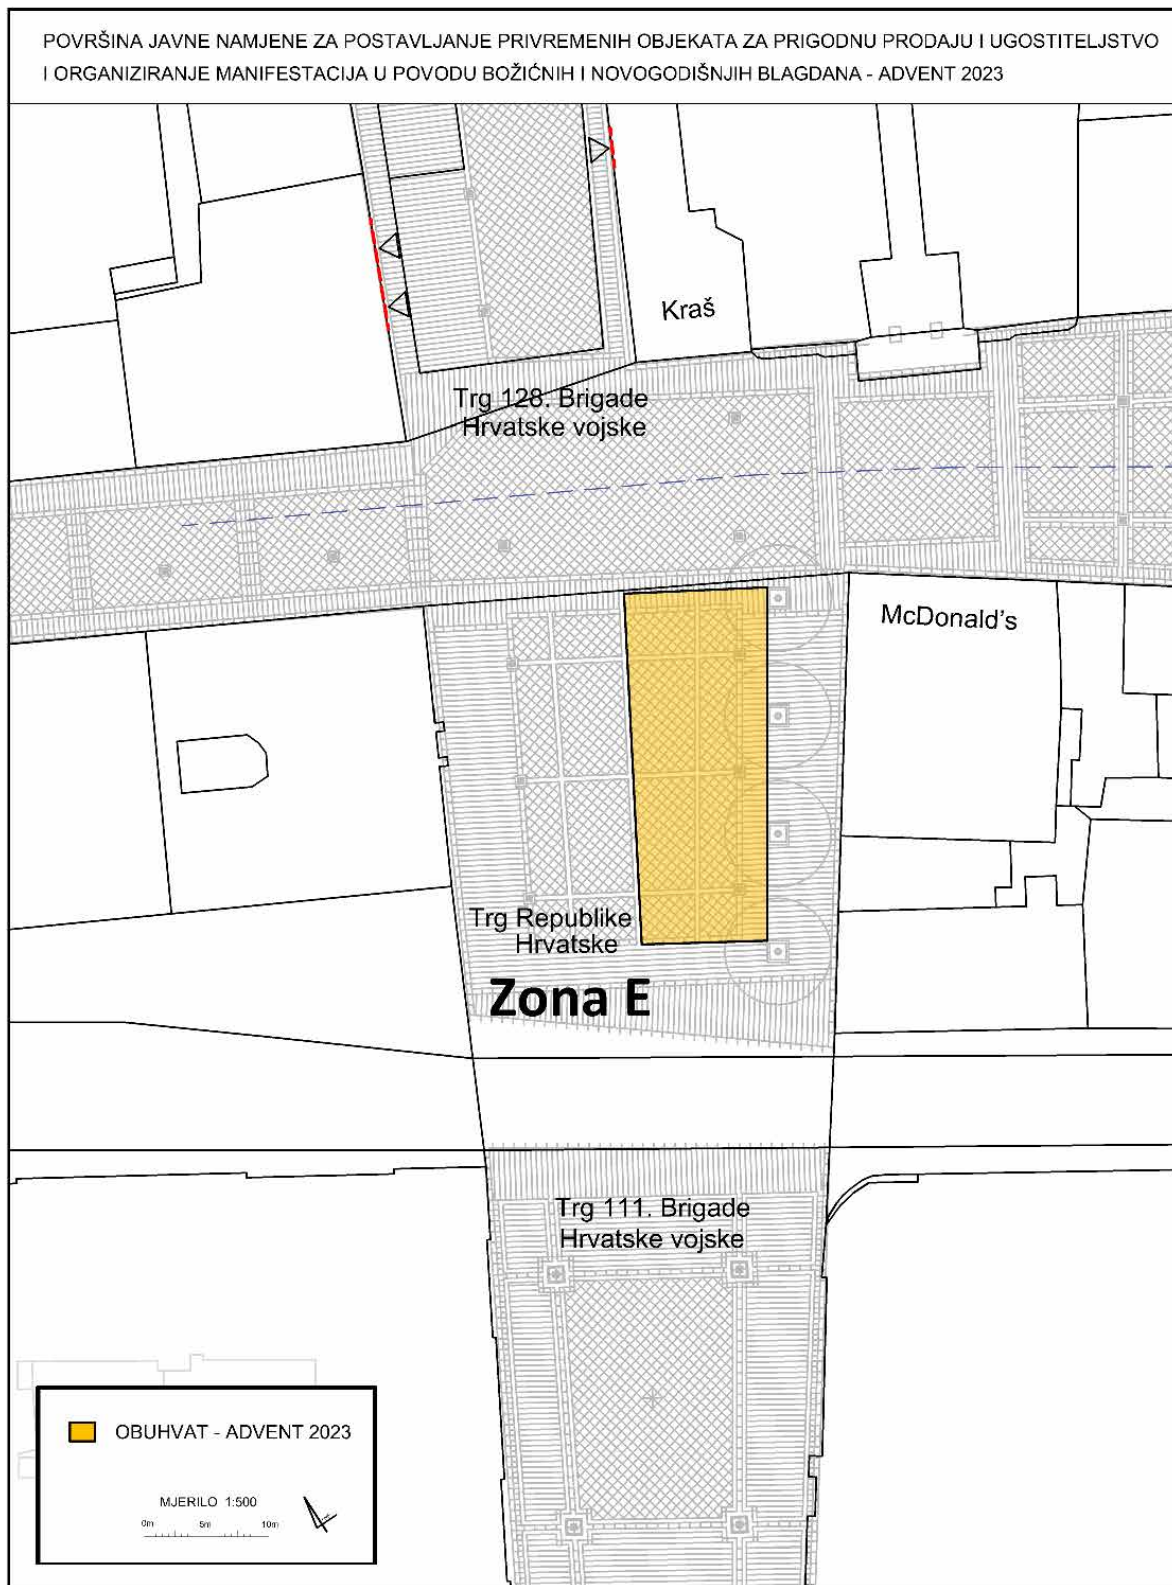 POVRŠINA JAVNE NAMJENE ZA POSTAVLJANJE PRIVREMENIH OBJEKATA ZA PRIGODNU PRODAJU I UGOSTITELJSTVO
I ORGANIZIRANJE MANIFESTACIJA U POVODU BOŽIĆNIH I NOVOGODIŠNJIH BLAGDANA - ADVENT 2023
Kraš
Trg 128. Brigade
Hrvatske vojske
McDonald's
Trg Republike
Hrvatske
Zona E
Trg 111. Brigade
Hrvatske vojske
OBUHVAT - ADVENT 2023
MJERILO 1:500
0m 5m 10m